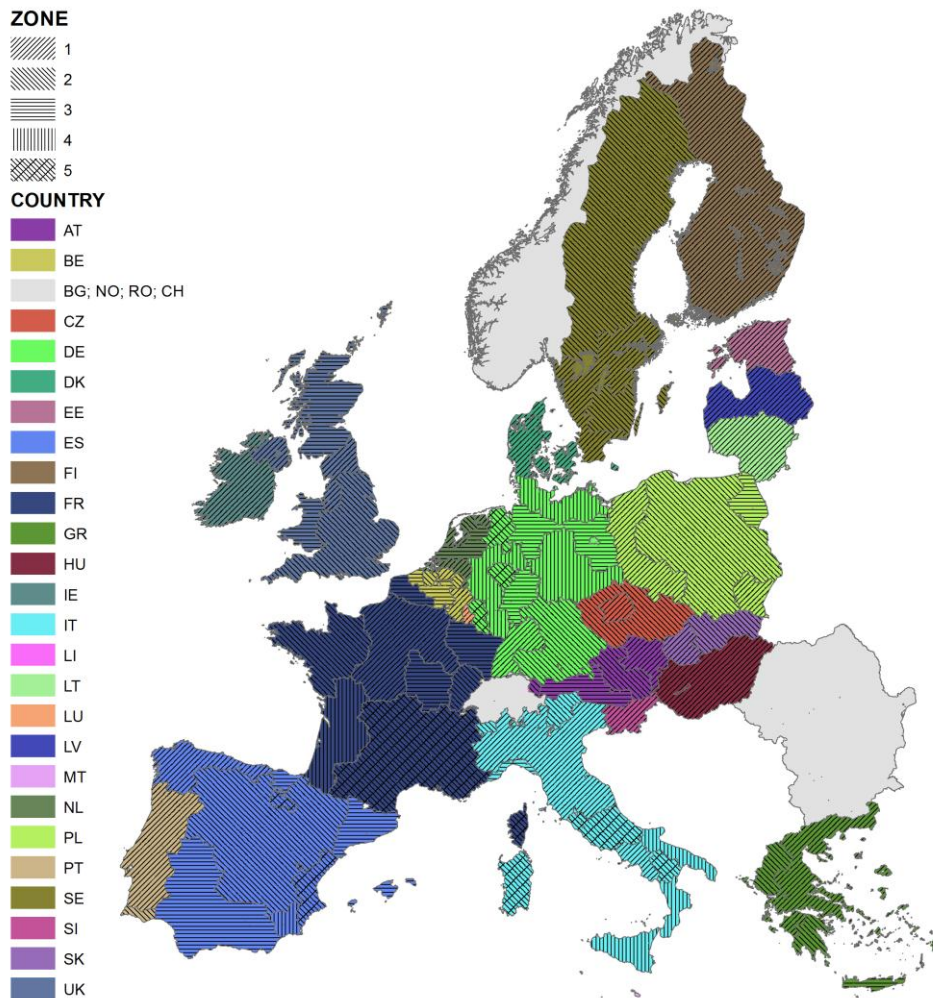 ZONE
1
2
3
4
5
COUNTRY
AT
BE
BG; NO; RO; CH
CZ
DE
DK
EE
ES
FI
FR
GR
HU
IE
IT
LI
LT
LU
LV
MT
NL
PL
PT
SE
SI
SK
UK